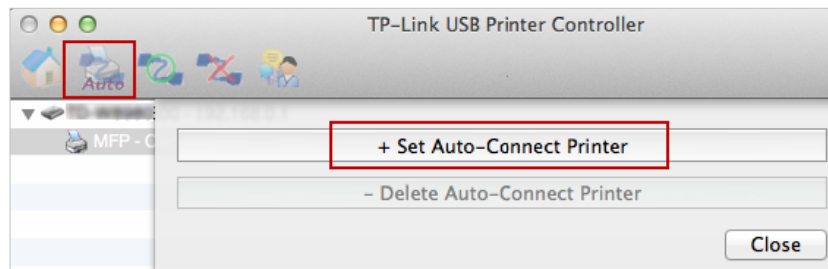 TP-Link USB Printer Controller
Auto
MFP - C
+ Set Auto-Connect Printer
- Delete Auto-Connect Printer
Close